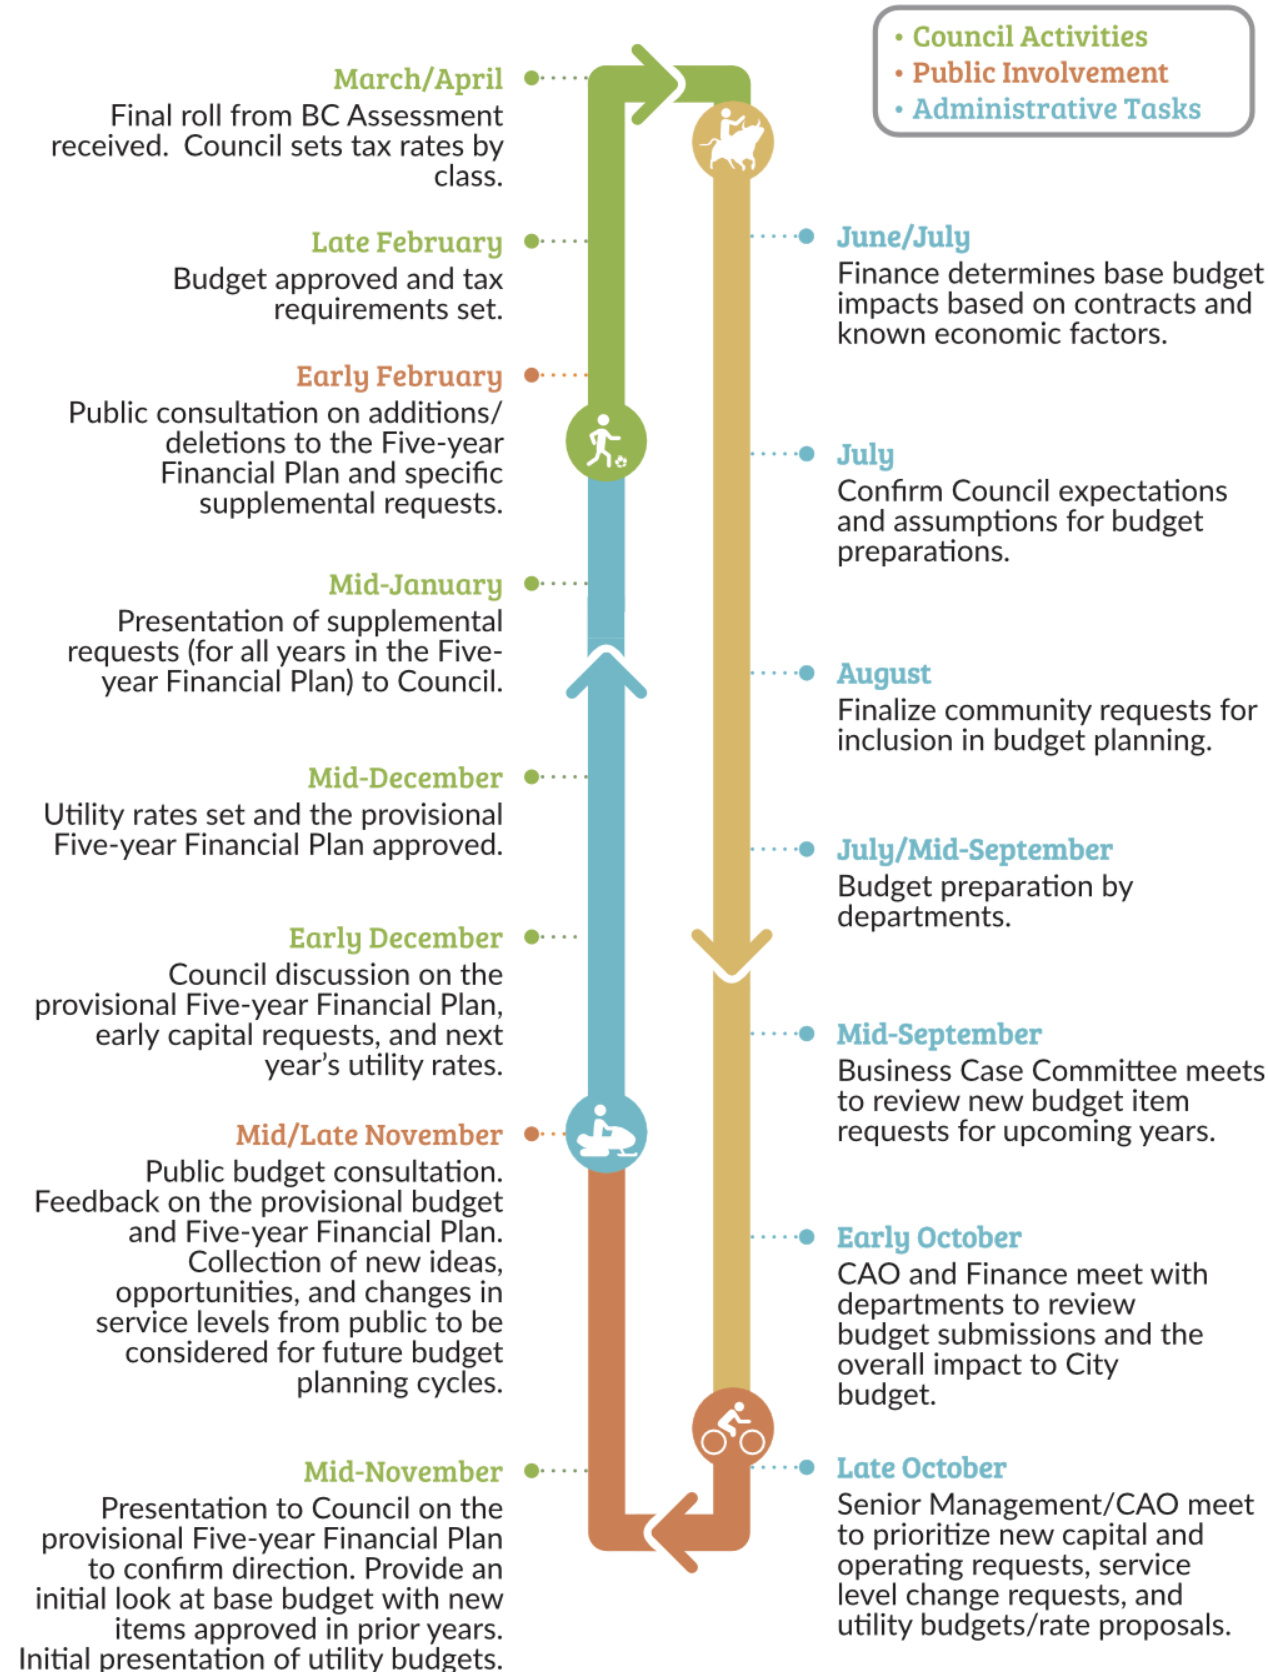 • Council Activities
• Public Involvement
• Administrative Tasks
March/April
Final roll from BC Assessment
received.  Council sets tax rates by
class.
Late February
Budget approved and tax
requirements set.
Early February
Public consultation on additions/
deletions to the Five-year
Financial Plan and specific
supplemental requests.
Mid-January
Presentation of supplemental
requests (for all years in the Five-
year Financial Plan) to Council.
Mid-December
Utility rates set and the provisional
Five-year Financial Plan approved.
Early December
Council discussion on the
provisional Five-year Financial Plan,
early capital requests, and next
year's utility rates.
Mid/Late November
Public budget consultation.
Feedback on the provisional budget
and Five-year Financial Plan.
Collection of new ideas,
opportunities, and changes in
service levels from public to be
considered for future budget
planning cycles.
Mid-November
Presentation to Council on the
provisional Five-year Financial Plan
to confirm direction. Provide an
initial look at base budget with new
items approved in prior years.
Initial presentation of utility budgets.
June/July
Finance determines base budget
impacts based on contracts and
known economic factors.
July
Confirm Council expectations
and assumptions for budget
preparations.
August
Finalize community requests for
inclusion in budget planning.
July/Mid-September
Budget preparation by
departments.
Mid-September
Business Case Committee meets
to review new budget item
requests for upcoming years.
Early October
CAO and Finance meet with
departments to review
budget submissions and the
overall impact to City
budget.
Late October
Senior Management/CAO meet
to prioritize new capital and
operating requests, service
level change requests, and
utility budgets/rate proposals.